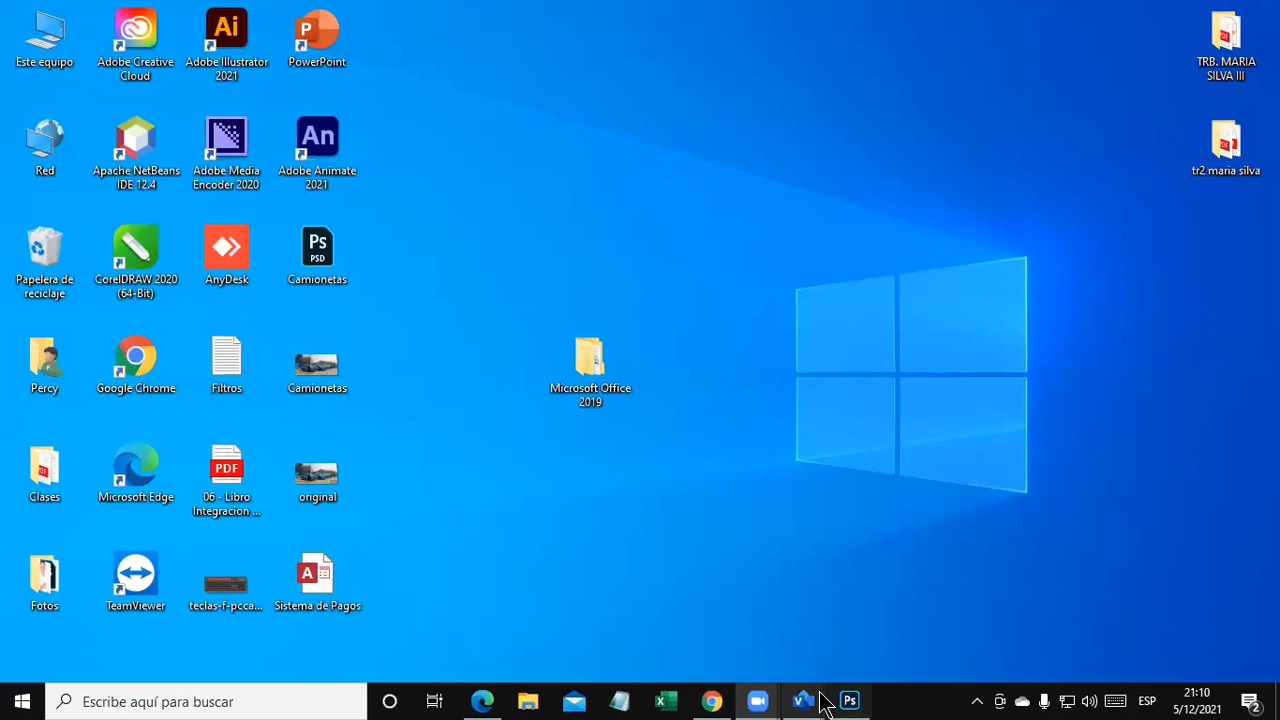 Este equipo
Adobe Creative
Cloud
Ai
Adobe Illustrator
2021
P
PowerPoint
TRB. MARIA
SILVA III
Red
Apache NetBeans
IDE 12.4
Adobe Media
Encoder 2020
An
Adobe Animate
2021
tr2 maria silva
Papelera de
reciclaje
CorelDRAW 2020
(64-Bit)
AnyDesk
Ps
PSD
Camionetas
Percy
Google Chrome
Filtros
Camionetas
Microsoft Office
2019
Clases
Microsoft Edge
PDF
06 - Libro
Integracion ...
original
Fotos
TeamViewer
teclas-f-pcca...
A
Sistema de Pagos
Escribe aquí para buscar
Ps
ESP
21:10
5/12/2021
2